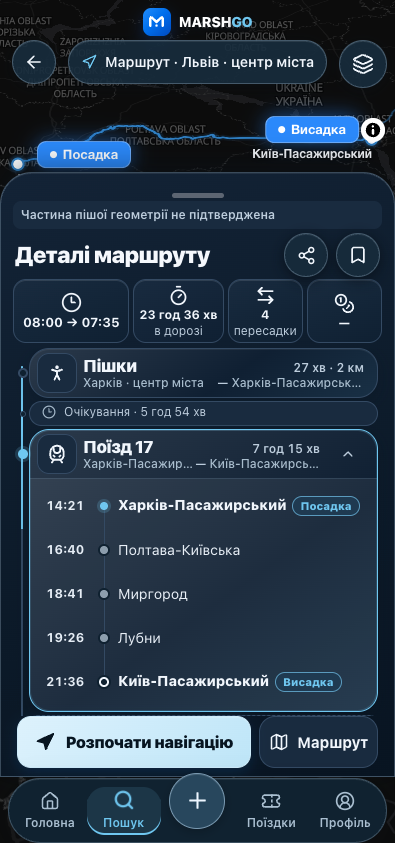 MARSHGO
Маршрут · Львів · центр міста
UKRAINE
УКРАЇНА
POLTAVA OBLAST
ПОЛТАВСЬКА ОБЛАСТЬ
Посадка
Висадка
Київ-Пасажирський
Частина пішої геометрії не підтверджена
Деталі маршруту
08:00 → 07:35
23 год 36 хв
в дорозі
4
пересадки
—
Пішки
27 хв · 2 км
Харків · центр міста — Харків-Пасажирськ...
Очікування · 5 год 54 хв
Поїзд 17
7 год 15 хв
Харків-Пасажир... — Київ-Пасажирсь...
14:21 Харків-Пасажирський Посадка
16:40 Полтава-Київська
18:41 Миргород
19:26 Лубни
21:36 Київ-Пасажирський Висадка
Розпочати навігацію
Маршрут
Головна
Пошук
Поїздки
Профіль